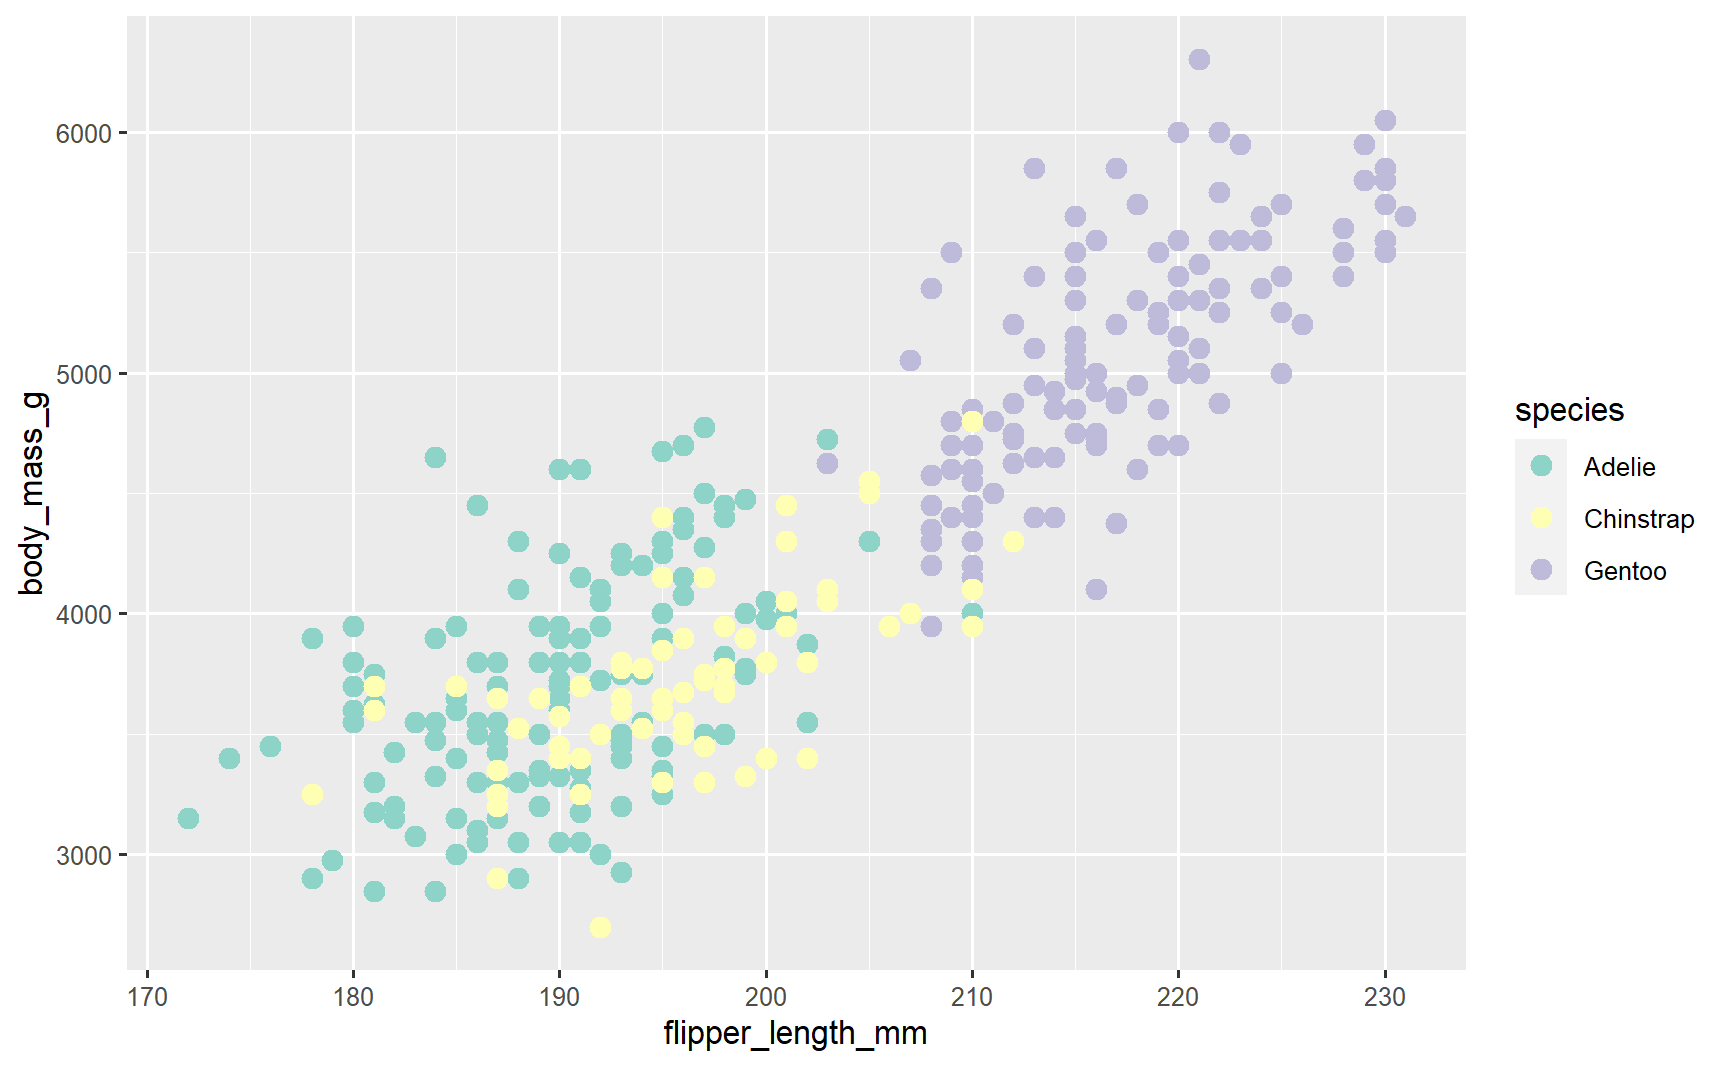 6000
5000
4000
3000
body_mass_g
170 180 190 200 210 220 230
flipper_length_mm
species
Adelie
Chinstrap
Gentoo